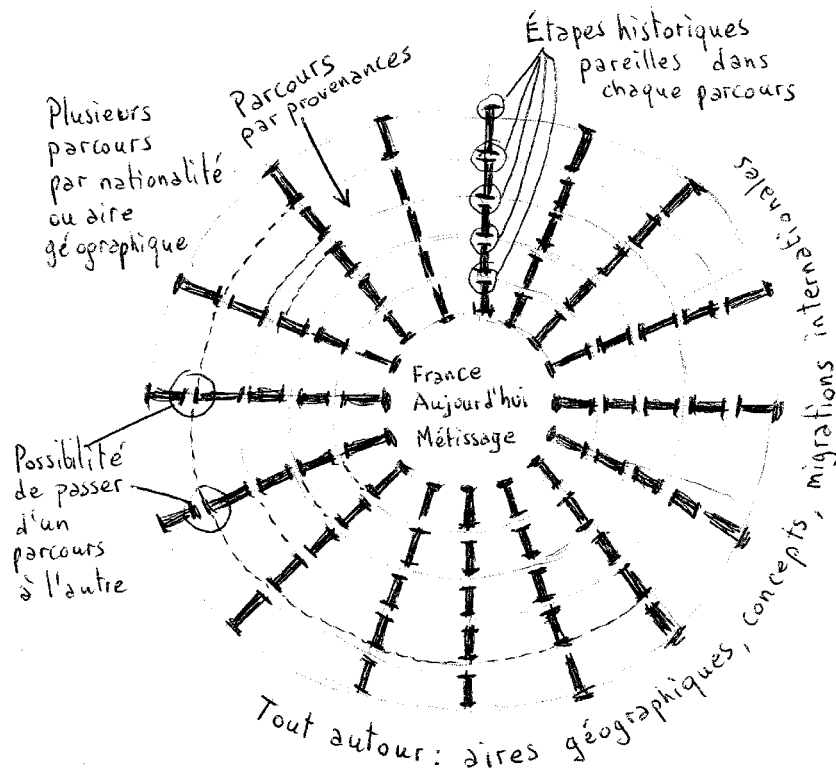 Étapes historiques
pareilles dans
chaque parcours
Parcours
par provenances
Plusieurs
parcours
par nationalité
ou aire
géographique
France
Aujourd'hui
Métissage
Possibilité
de passer
d'un
parcours
à l'autre
Tout autour : aires géographiques, concepts, migrations internationales